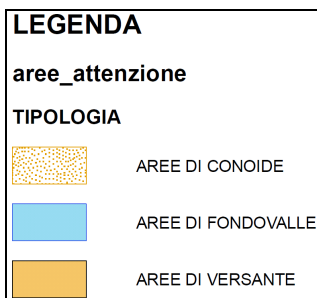 LEGENDA
aree_attenzione
TIPOLOGIA
AREE DI CONOIDE
AREE DI FONDOVALLE
AREE DI VERSANTE